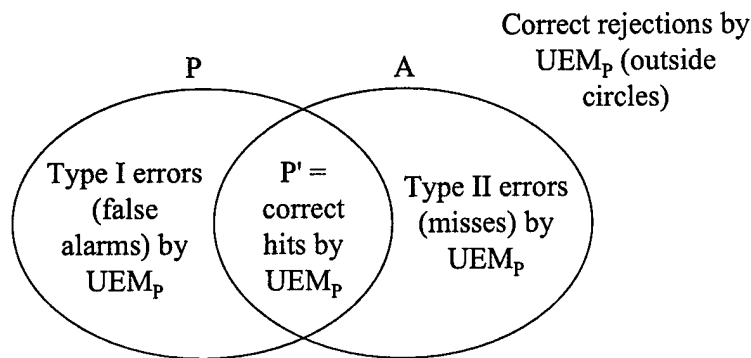 Correct rejections by
UEMP (outside
circles)
P
A
Type I errors
(false
alarms) by
UEMP
P' =
correct
hits by
UEMP
Type II errors
(misses) by
UEMP